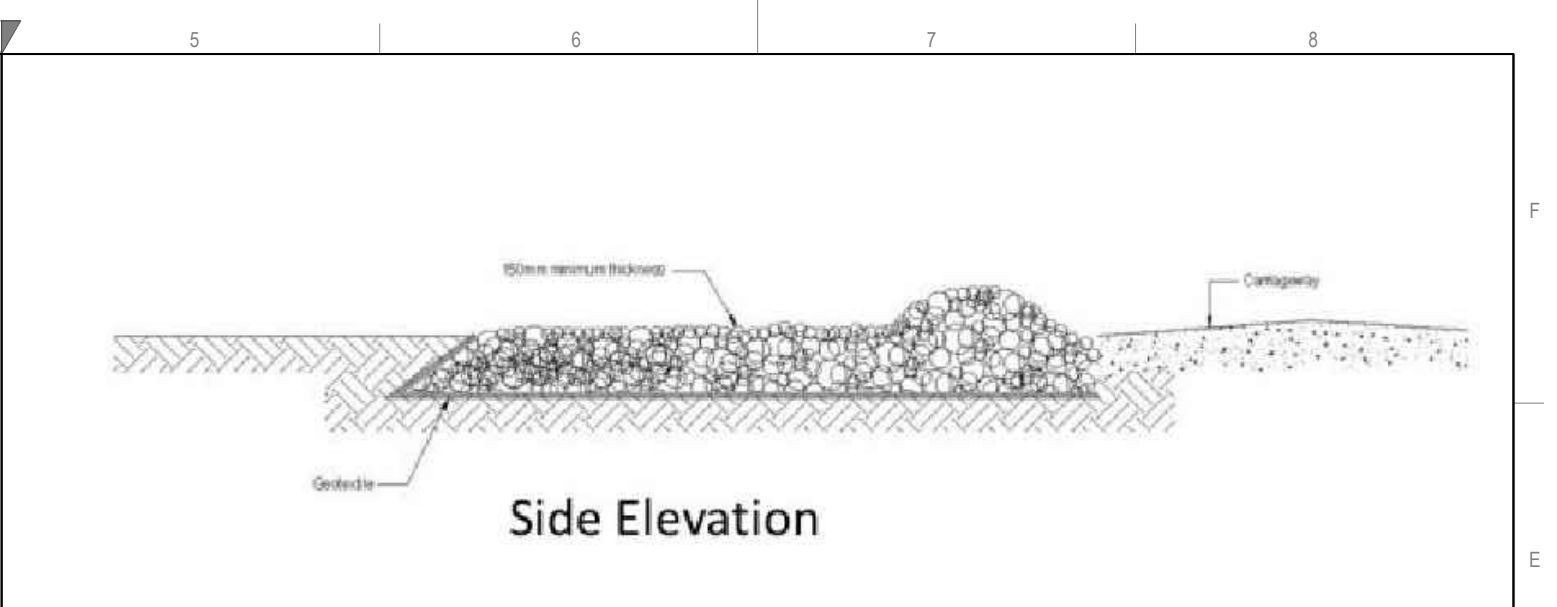 5 6 7 8
F
150mm minimum thickness
Carriageway
Geotextile
Side Elevation
E